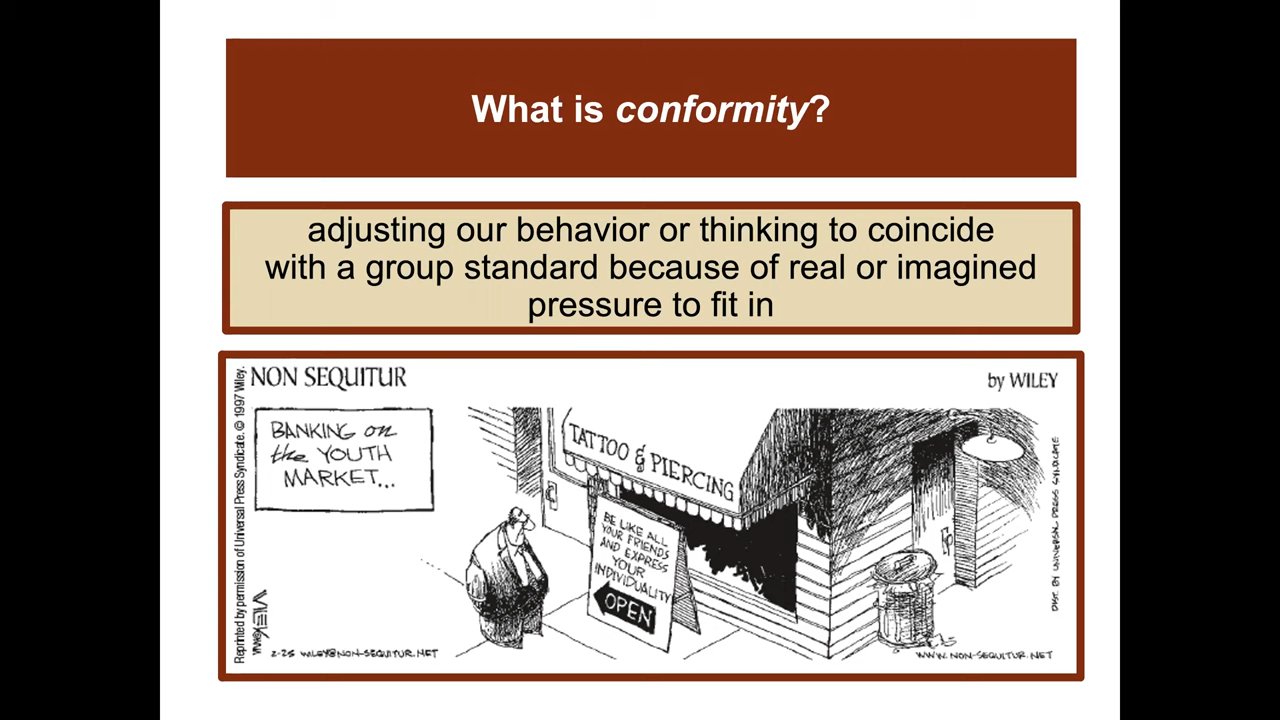 What is conformity?
adjusting our behavior or thinking to coincide
with a group standard because of real or imagined
pressure to fit in
NON SEQUITUR
by WILEY
Reprinted by permission of Universal Press Syndicate. © 1997 Wiley.
BANKING on
the YOUTH
MARKET...
TATTOO & PIERCING
BE LIKE ALL
YOUR FRIENDS
AND EXPRESS
YOUR
INDIVIDUALITY
OPEN
DIST. BY UNIVERSAL PRESS SYNDICATE
WILEY
2-25 WILEY@NON-SEQUITUR.NET
WWW.NON-SEQUITUR.NET